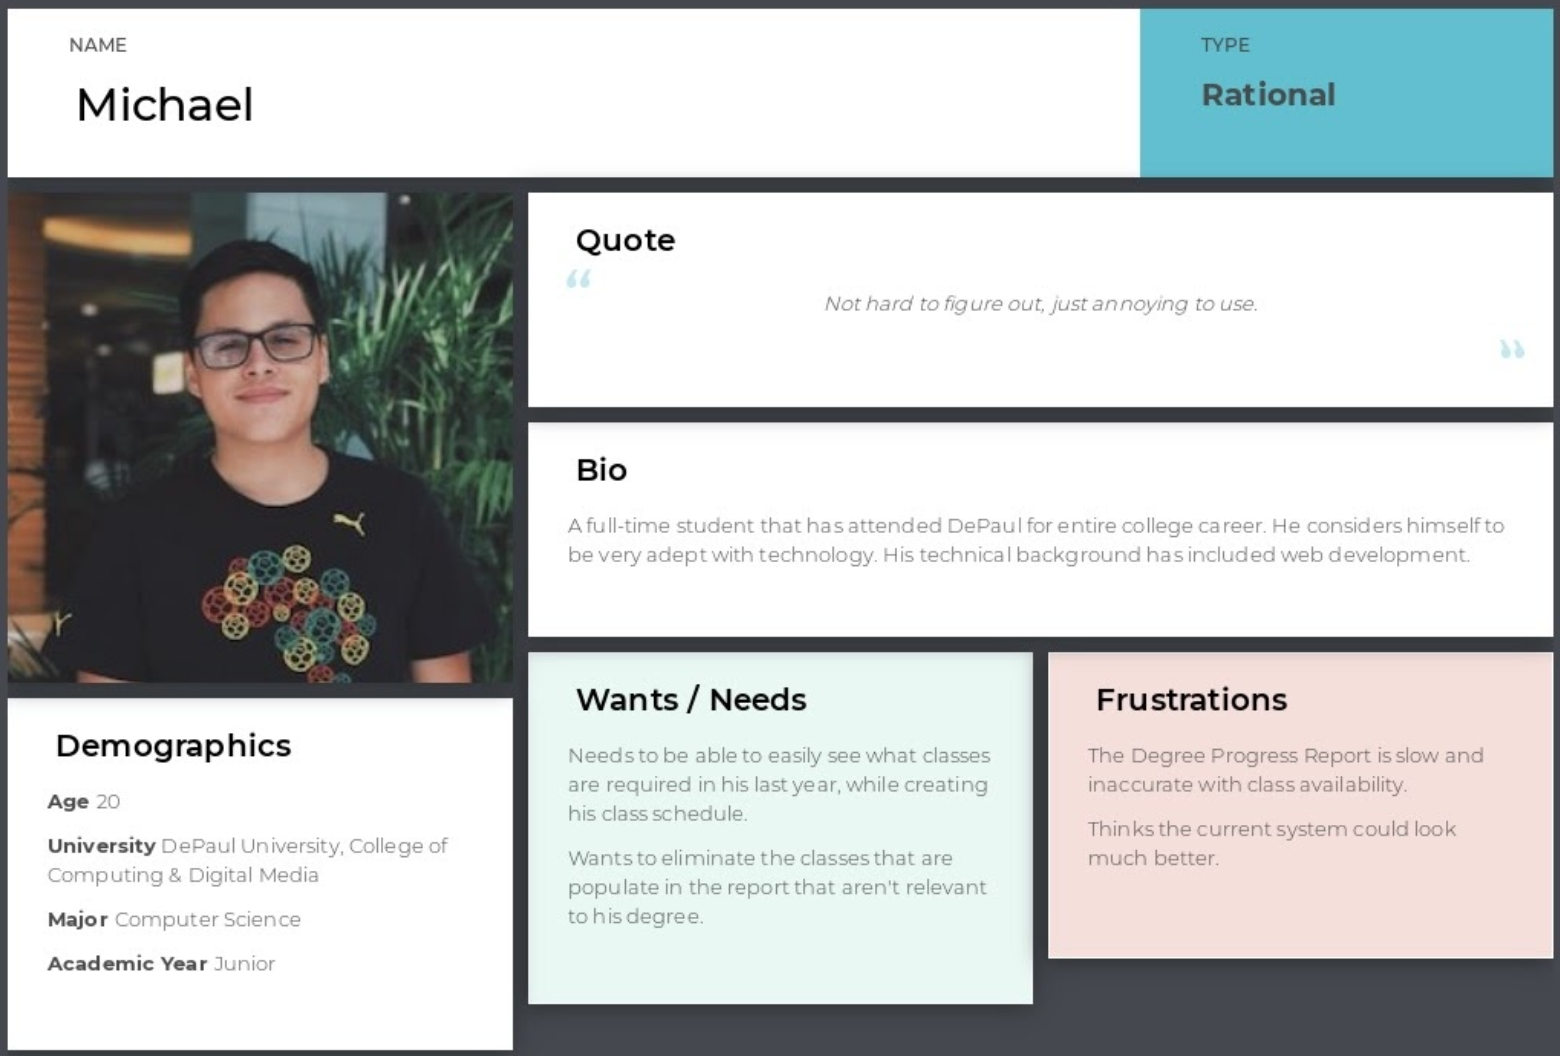 NAME
Michael
TYPE
Rational
Quote
“
Not hard to figure out, just annoying to use.
”
Bio
A full-time student that has attended DePaul for entire college career. He considers himself to
be very adept with technology. His technical background has included web development.
Demographics
Age 20
University DePaul University, College of
Computing & Digital Media
Major Computer Science
Academic Year Junior
Wants / Needs
Needs to be able to easily see what classes
are required in his last year, while creating
his class schedule.
Wants to eliminate the classes that are
populate in the report that aren't relevant
to his degree.
Frustrations
The Degree Progress Report is slow and
inaccurate with class availability.
Thinks the current system could look
much better.